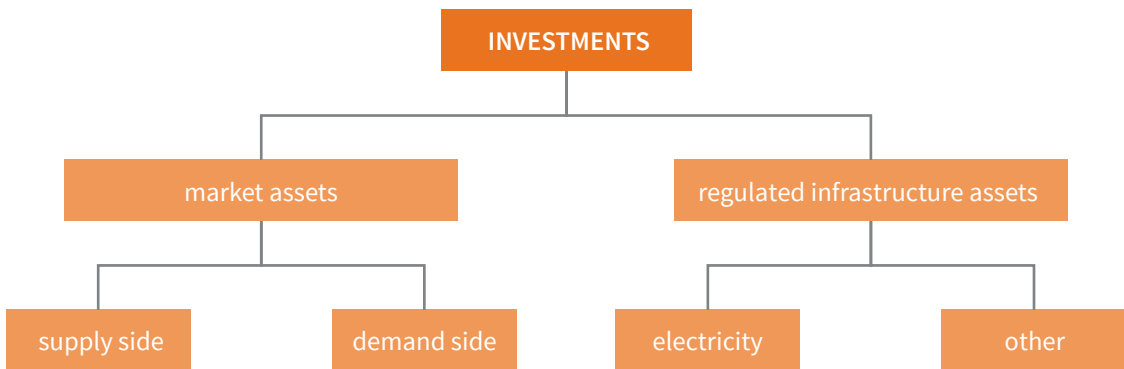 INVESTMENTS
market assets
regulated infrastructure assets
supply side
demand side
electricity
other